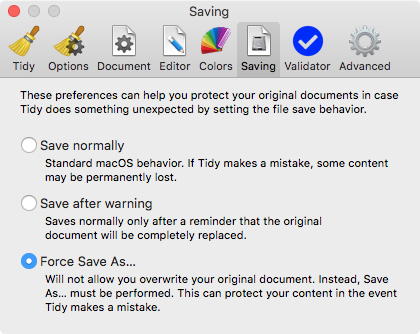 Saving
Tidy Options Document Editor Colors Saving Validator Advanced
These preferences can help you protect your original documents in case
Tidy does something unexpected by setting the file save behavior.
Save normally
Standard macOS behavior. If Tidy makes a mistake, some content
may be permanently lost.
Save after warning
Saves normally only after a reminder that the original
document will be completely replaced.
Force Save As...
Will not allow you overwrite your original document. Instead, Save
As... must be performed. This can protect your content in the event
Tidy makes a mistake.